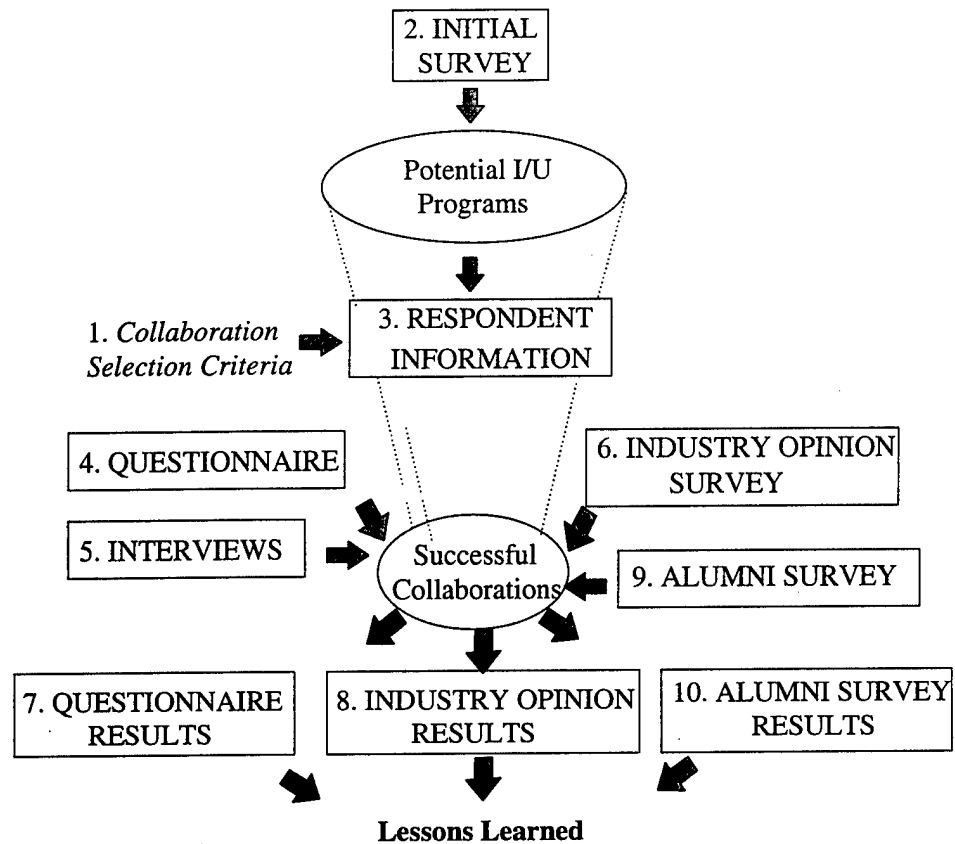 2. INITIAL
SURVEY
Potential I/U
Programs
3. RESPONDENT
INFORMATION
1. Collaboration
Selection Criteria
4. QUESTIONNAIRE
5. INTERVIEWS
6. INDUSTRY OPINION
SURVEY
Successful
Collaborations
9. ALUMNI SURVEY
7. QUESTIONNAIRE
RESULTS
8. INDUSTRY OPINION
RESULTS
10. ALUMNI SURVEY
RESULTS
Lessons Learned